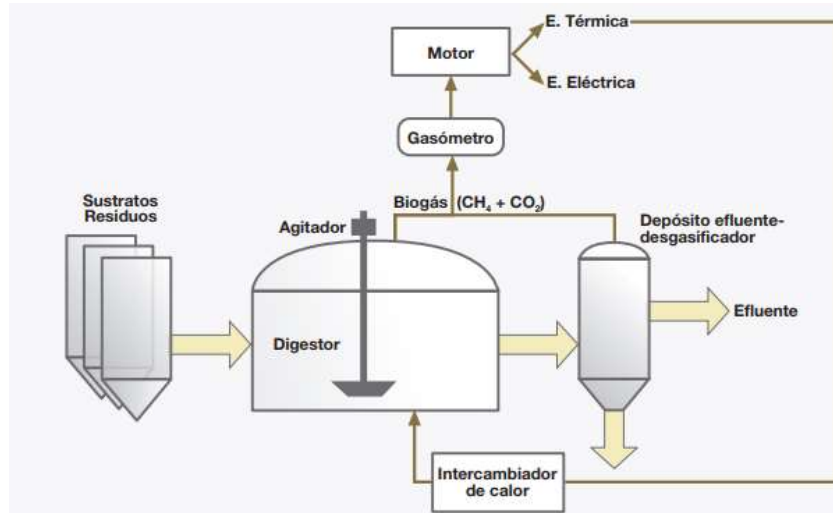 E. Térmica
Motor
E. Eléctrica
Gasómetro
Sustratos
Residuos
Biogás (CH₄ + CO₂)
Agitador
Depósito efluente-
desgasificador
Efluente
Digestor
Intercambiador
de calor